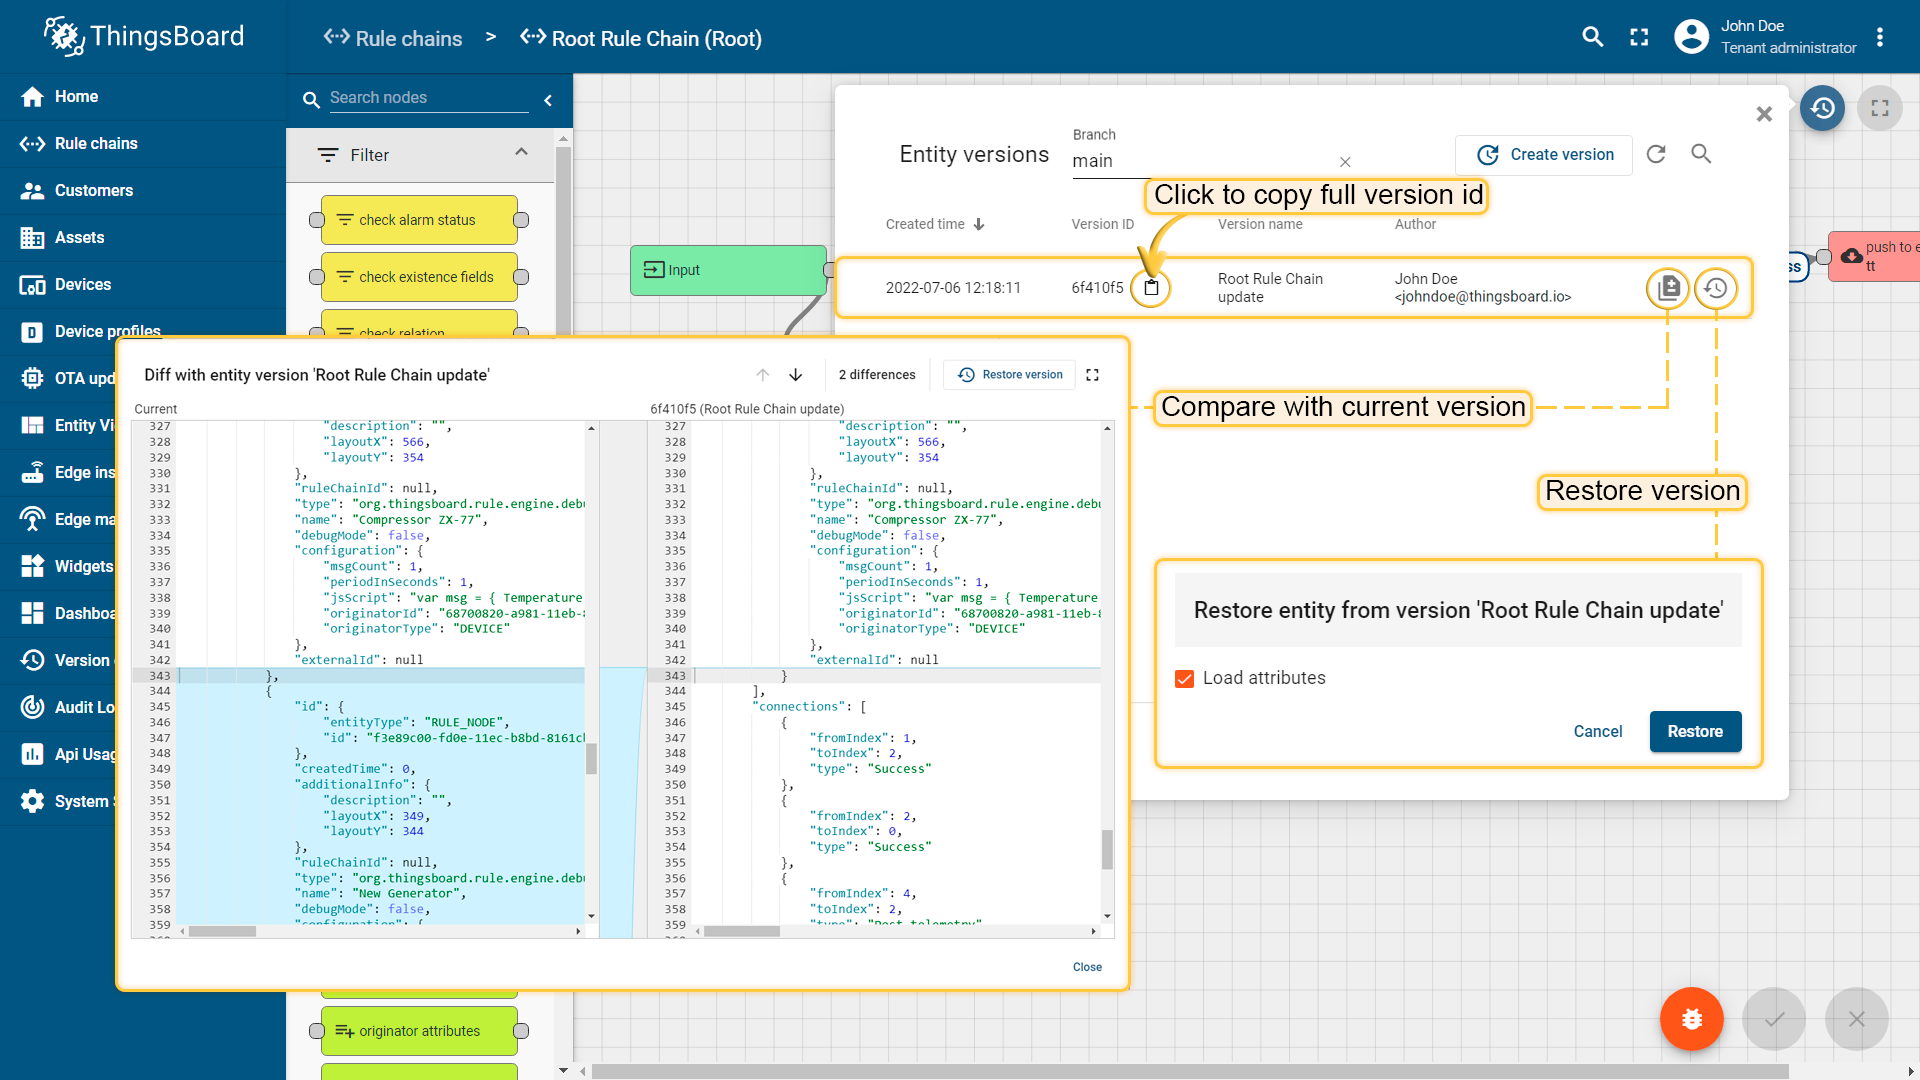 ThingsBoard
Rule chains > Root Rule Chain (Root)
John Doe
Tenant administrator
Home
Rule chains
Customers
Assets
Devices
Device profiles
OTA upd
Entity Vi
Edge ins
Edge ma
Widgets
Dashboa
Version
Audit Lo
Api Usag
System
Search nodes
Filter
check alarm status
check existence fields
check relation
originator attributes
Input
push to e
tt
ss
Entity versions
Branch
main
Create version
Click to copy full version id
Created time
Version ID
Version name
Author
2022-07-06 12:18:11
6f410f5
Root Rule Chain
update
John Doe
<johndoe@thingsboard.io>
Compare with current version
Restore version
Restore entity from version 'Root Rule Chain update'
Load attributes
Cancel
Restore
Diff with entity version 'Root Rule Chain update'
2 differences
Restore version
Current
327 "description": "",
328 "layoutX": 566,
329 "layoutY": 354
330 },
331 "ruleChainId": null,
332 "type": "org.thingsboard.rule.engine.debu
333 "name": "Compressor ZX-77",
334 "debugMode": false,
335 "configuration": {
336 "msgCount": 1,
337 "periodInSeconds": 1,
338 "jsScript": "var msg = { Temperature
339 "originatorId": "68700820-a981-11eb-8
340 "originatorType": "DEVICE"
341 },
342 "externalId": null
343 },
344 {
345 "id": {
346 "entityType": "RULE_NODE",
347 "id": "f3e89c00-fd0e-11ec-b8bd-8161cl
348 },
349 "createdTime": 0,
350 "additionalInfo": {
351 "description": "",
352 "layoutX": 349,
353 "layoutY": 344
354 },
355 "ruleChainId": null,
356 "type": "org.thingsboard.rule.engine.debu
357 "name": "New Generator",
358 "debugMode": false,
359 "configuration": {
6f410f5 (Root Rule Chain update)
327 "description": "",
328 "layoutX": 566,
329 "layoutY": 354
330 },
331 "ruleChainId": null,
332 "type": "org.thingsboard.rule.engine.debu
333 "name": "Compressor ZX-77",
334 "debugMode": false,
335 "configuration": {
336 "msgCount": 1,
337 "periodInSeconds": 1,
338 "jsScript": "var msg = { Temperature
339 "originatorId": "68700820-a981-11eb-8
340 "originatorType": "DEVICE"
341 },
342 "externalId": null
343 }
344 ],
345 "connections": [
346 {
347 "fromIndex": 1,
348 "toIndex": 2,
349 "type": "Success"
350 },
351 {
352 "fromIndex": 2,
353 "toIndex": 0,
354 "type": "Success"
355 },
356 {
357 "fromIndex": 4,
358 "toIndex": 2,
359 "type": "Post telemetry"
Close